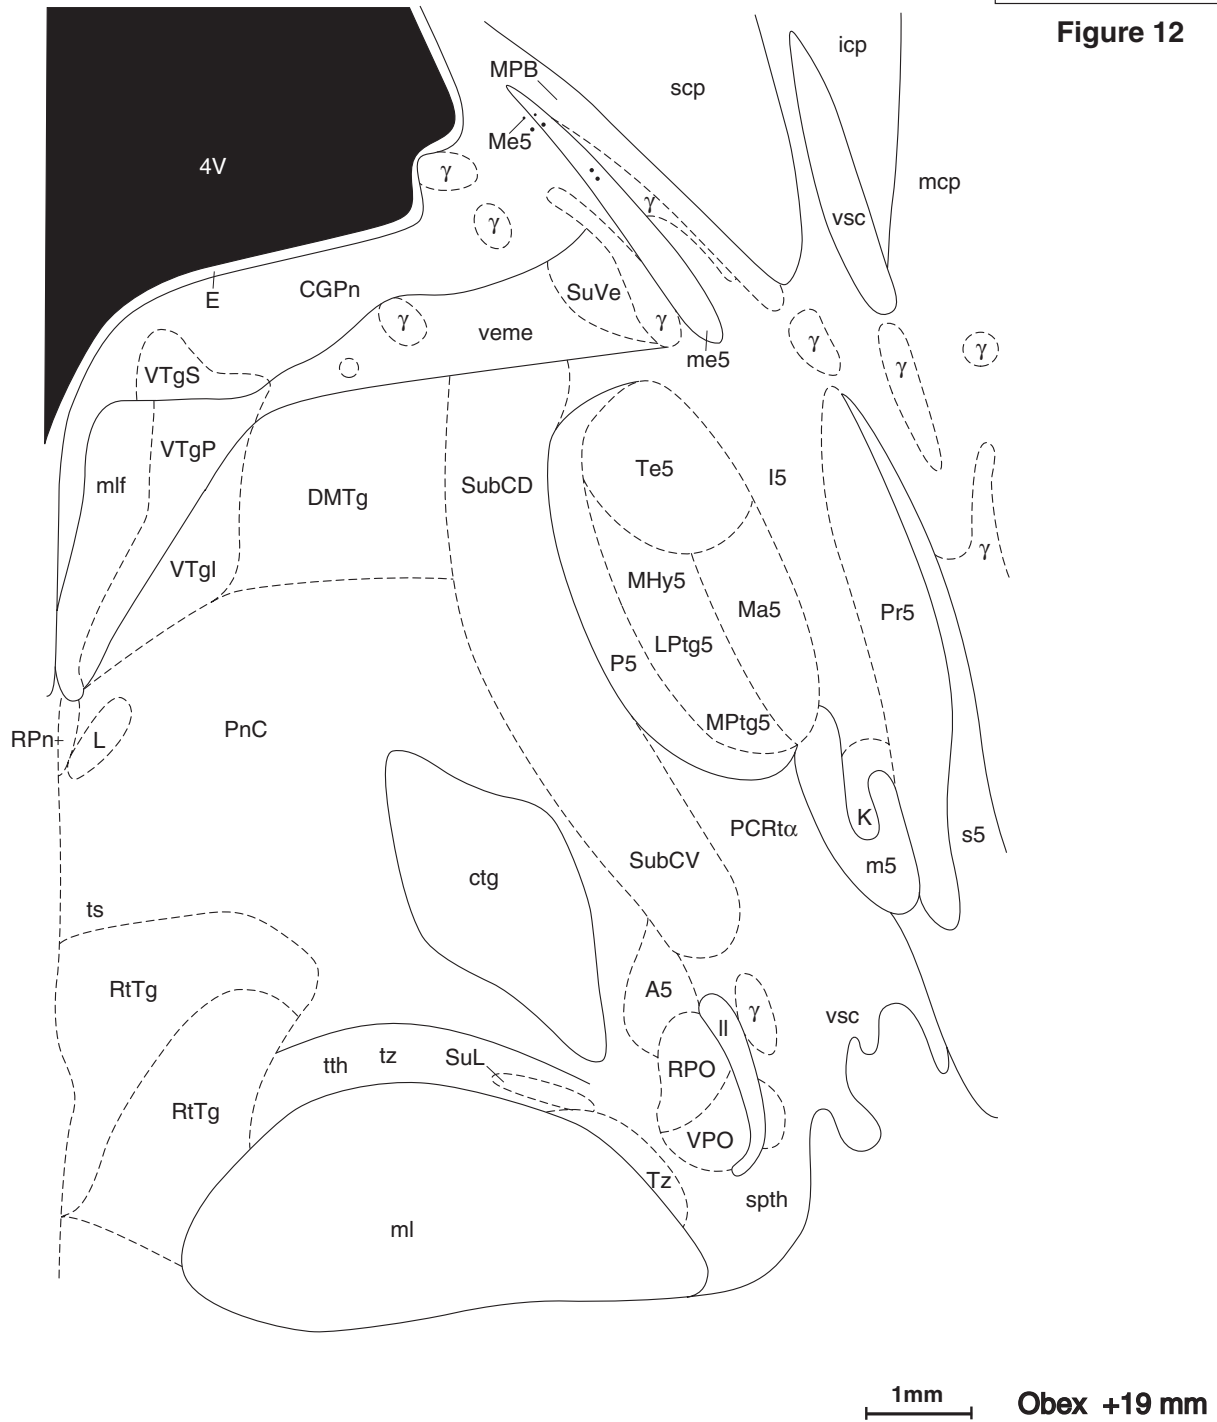 Figure 12
icp
MPB
scp
Me5
4V
γ
mcp
γ
vsc
γ
E
CGPn
SuVe
γ
veme
γ
γ
γ
γ
me5
VTgS
VTgP
Te5
I5
mlf
DMTg
SubCD
γ
VTgI
MHy5
Ma5
Pr5
LPtg5
P5
MPtg5
RPn
L
PnC
K
PCRtα
s5
SubCV
m5
ctg
ts
RtTg
A5
γ
vsc
ll
tth
tz
SuL
RPO
RtTg
VPO
Tz
spth
ml
1mm
Obex +19 mm